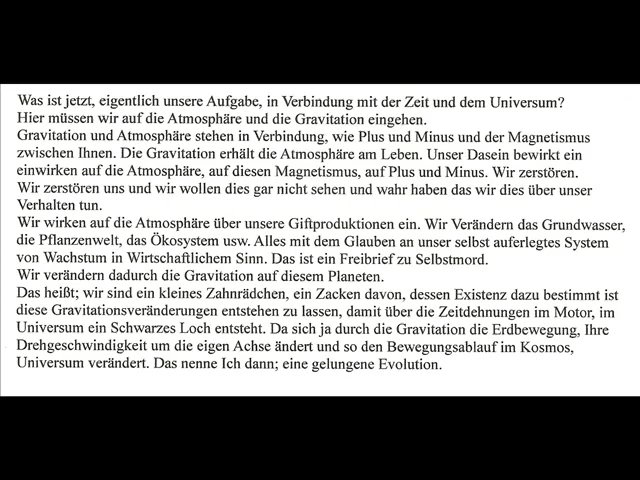 Was ist jetzt, eigentlich unsere Aufgabe, in Verbindung mit der Zeit und dem Universum?
Hier müssen wir auf die Atmosphäre und die Gravitation eingehen.
Gravitation und Atmosphäre stehen in Verbindung, wie Plus und Minus und der Magnetismus
zwischen Ihnen. Die Gravitation erhält die Atmosphäre am Leben. Unser Dasein bewirkt ein
einwirken auf die Atmosphäre, auf diesen Magnetismus, auf Plus und Minus. Wir zerstören.
Wir zerstören uns und wir wollen dies gar nicht sehen und wahr haben das wir dies über unser
Verhalten tun.
Wir wirken auf die Atmosphäre über unsere Giftproduktionen ein. Wir Verändern das Grundwasser,
die Pflanzenwelt, das Ökosystem usw. Alles mit dem Glauben an unser selbst auferlegtes System
von Wachstum in Wirtschaftlichem Sinn. Das ist ein Freibrief zu Selbstmord.
Wir verändern dadurch die Gravitation auf diesem Planeten.
Das heißt; wir sind ein kleines Zahnrädchen, ein Zacken davon, dessen Existenz dazu bestimmt ist
diese Gravitationsveränderungen entstehen zu lassen, damit über die Zeitdehnungen im Motor, im
Universum ein Schwarzes Loch entsteht. Da sich ja durch die Gravitation die Erdbewegung, Ihre
Drehgeschwindigkeit um die eigen Achse ändert und so den Bewegungsablauf im Kosmos,
Universum verändert. Das nenne Ich dann; eine gelungene Evolution.